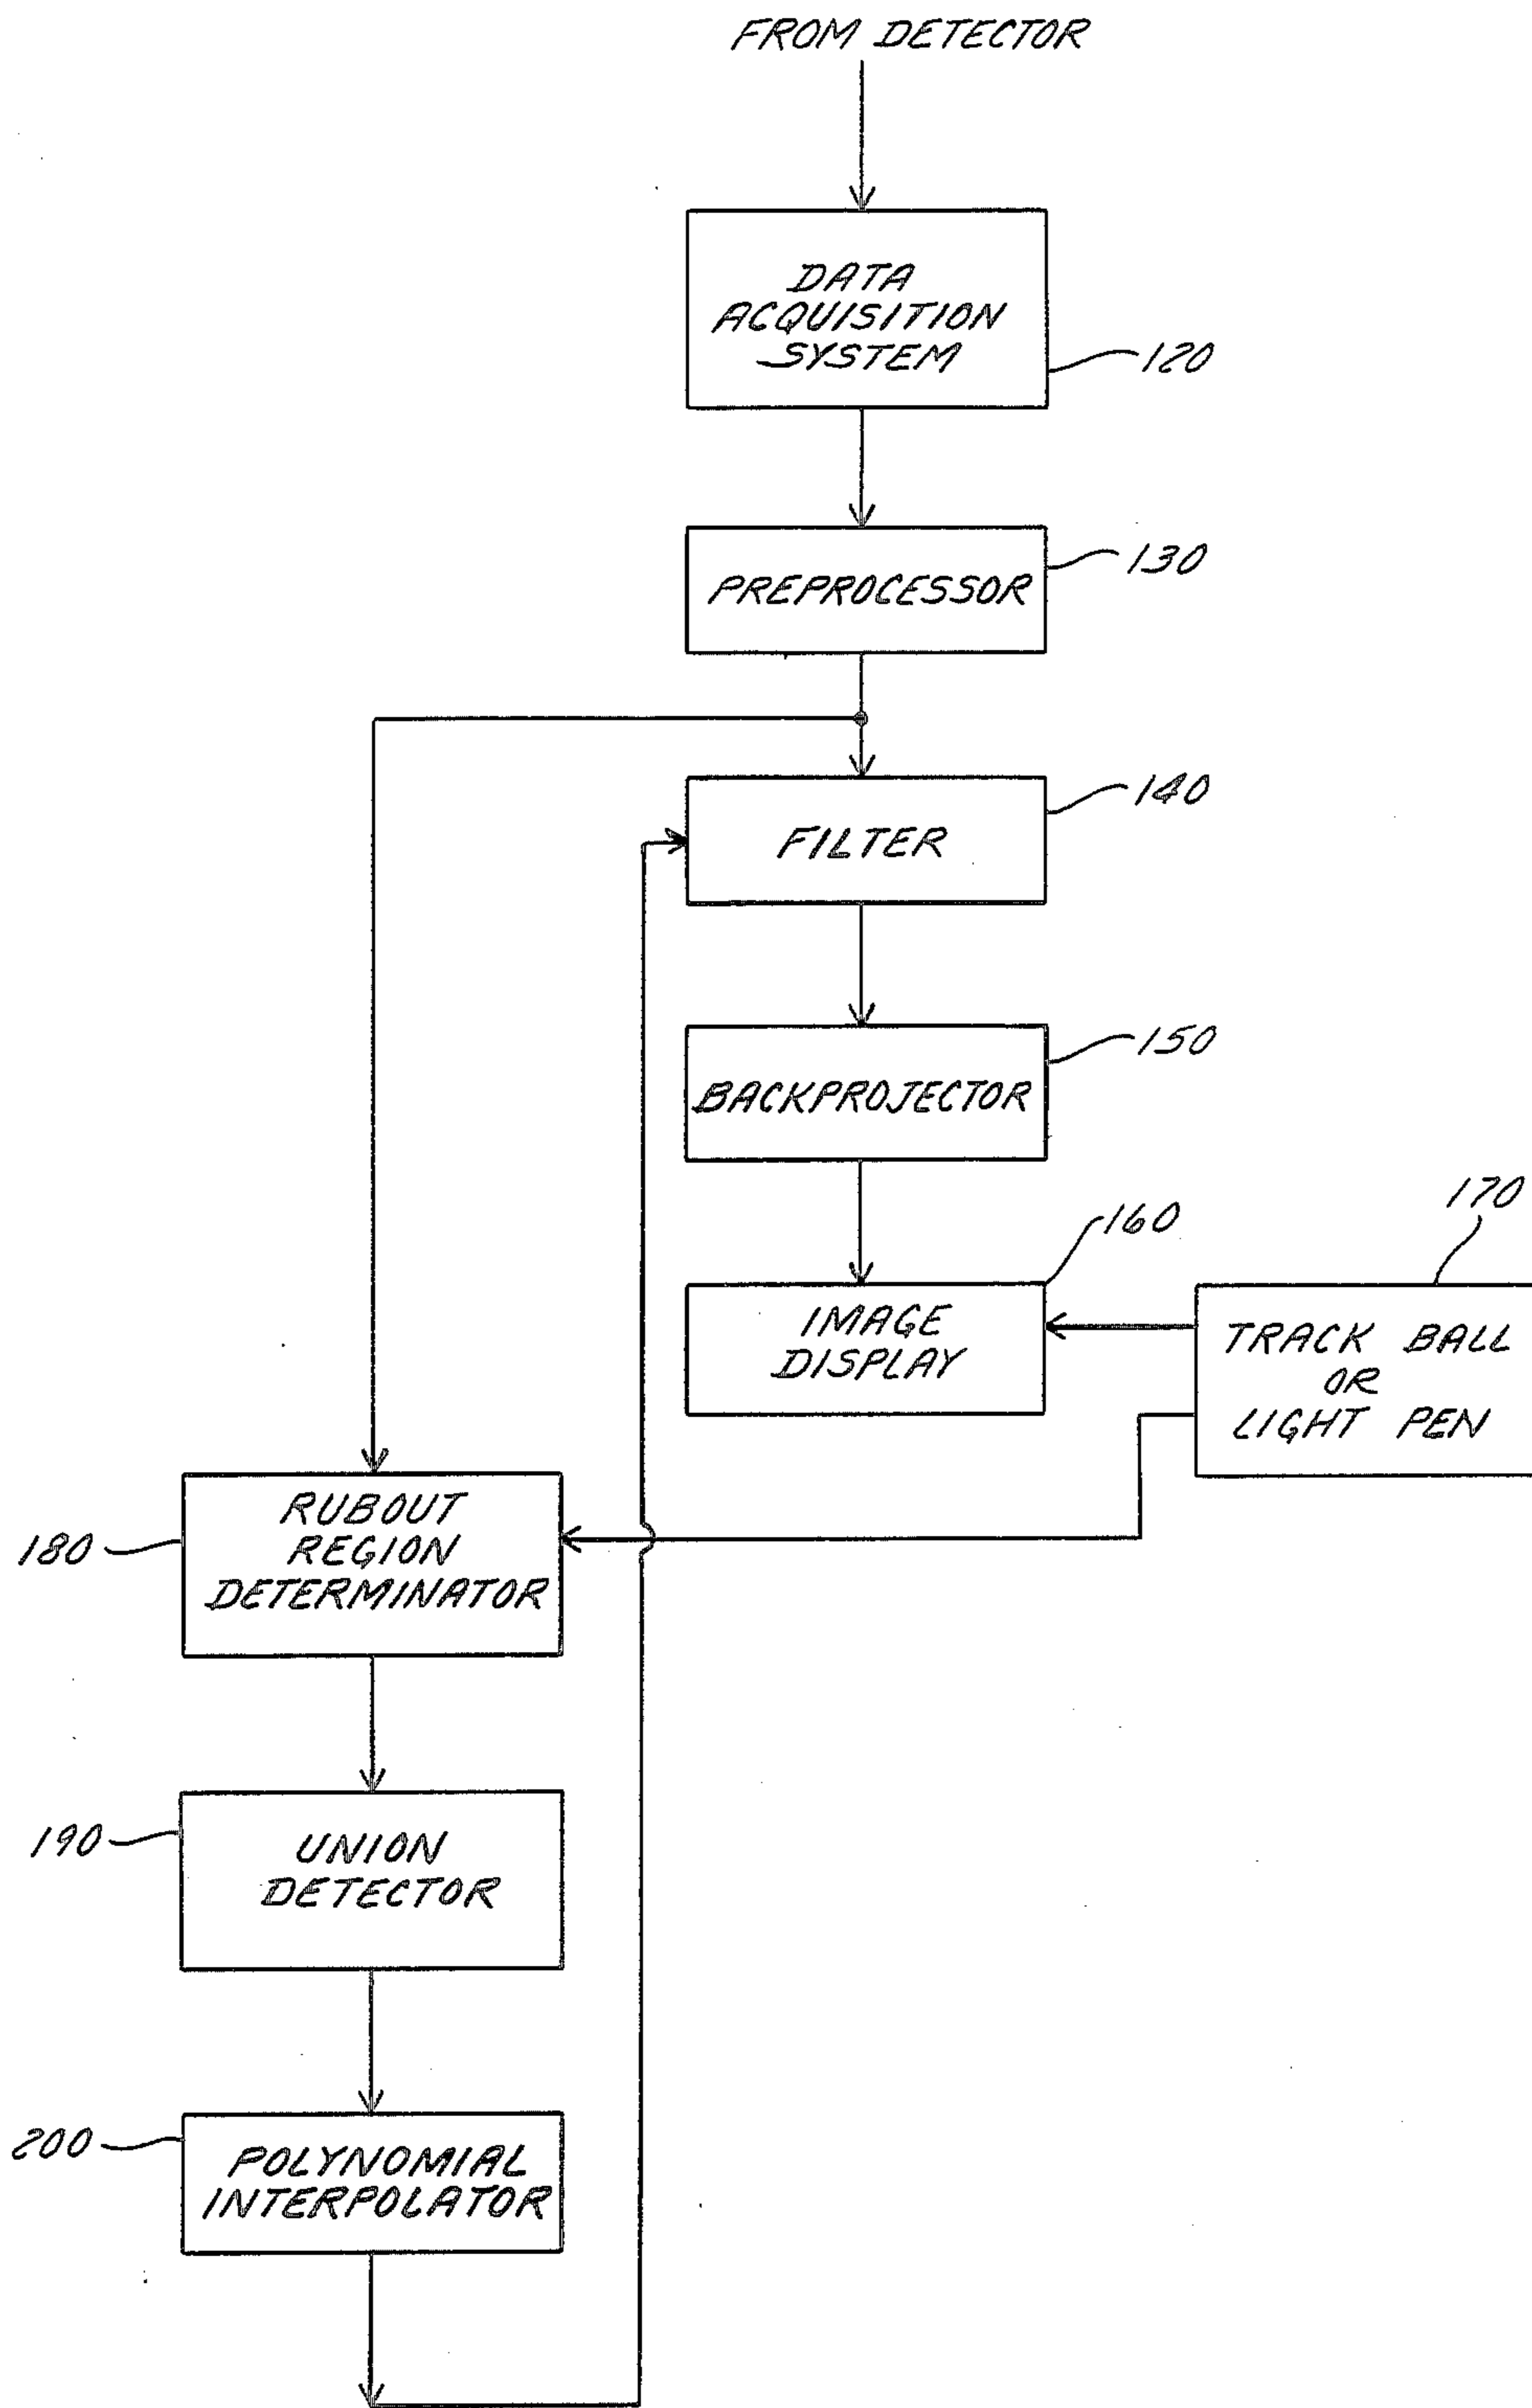 FROM DETECTOR
DATA
ACQUISITION
SYSTEM
120
PREPROCESSOR
130
FILTER
140
BACKPROJECTOR
150
IMAGE
DISPLAY
160
TRACK BALL
OR
LIGHT PEN
170
RUBOUT
REGION
DETERMINATOR
180
UNION
DETECTOR
190
POLYNOMIAL
INTERPOLATOR
200